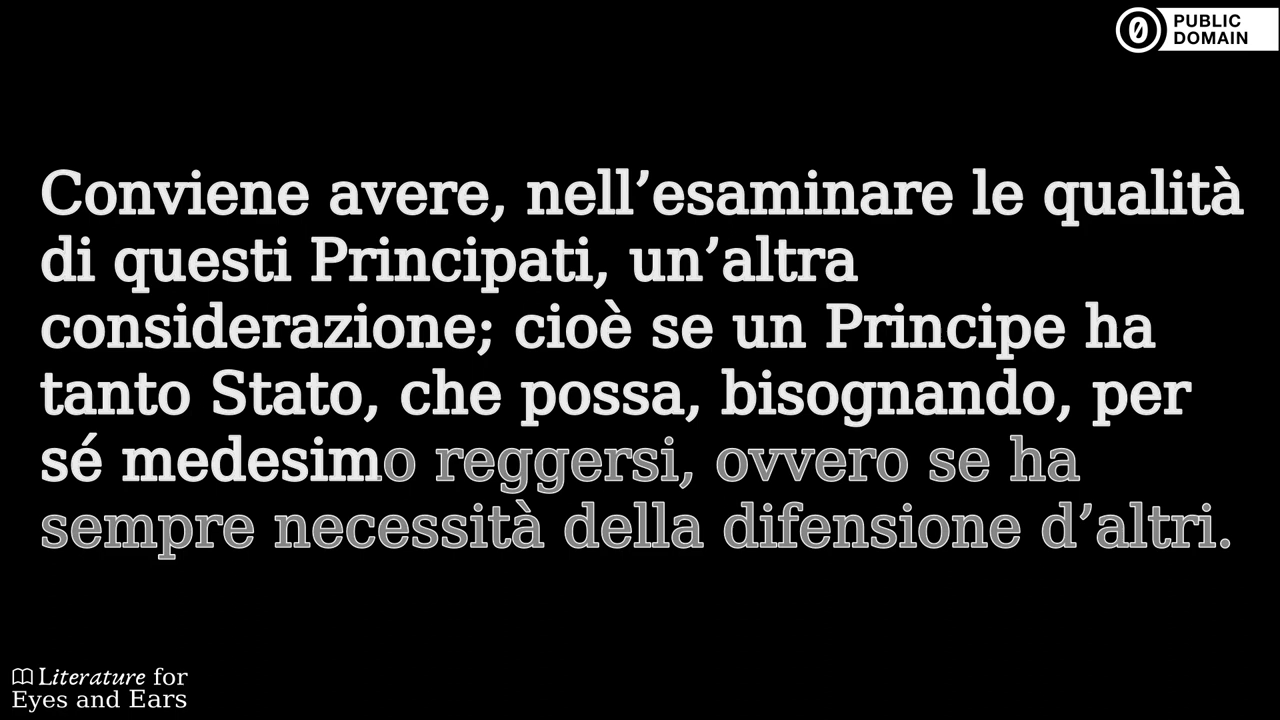 PUBLIC
DOMAIN
Conviene avere, nell’esaminare le qualità
di questi Principati, un’altra
considerazione; cioè se un Principe ha
tanto Stato, che possa, bisognando, per
sé medesimo reggersi, ovvero se ha
sempre necessità della difensione d’altri.
Literature for
Eyes and Ears